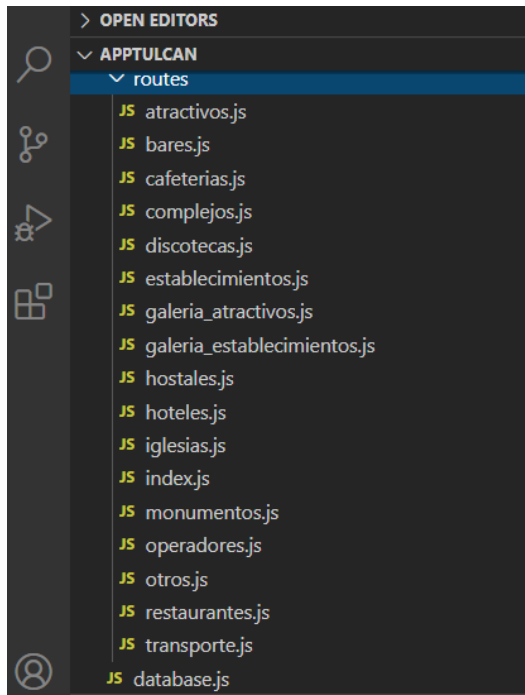 OPEN EDITORS
APPTULCAN
routes
JS atractivos.js
JS bares.js
JS cafeterias.js
JS complejos.js
JS discotecas.js
JS establecimientos.js
JS galeria_atractivos.js
JS galeria_establecimientos.js
JS hostales.js
JS hoteles.js
JS iglesias.js
JS index.js
JS monumentos.js
JS operadores.js
JS otros.js
JS restaurantes.js
JS transporte.js
JS database.js